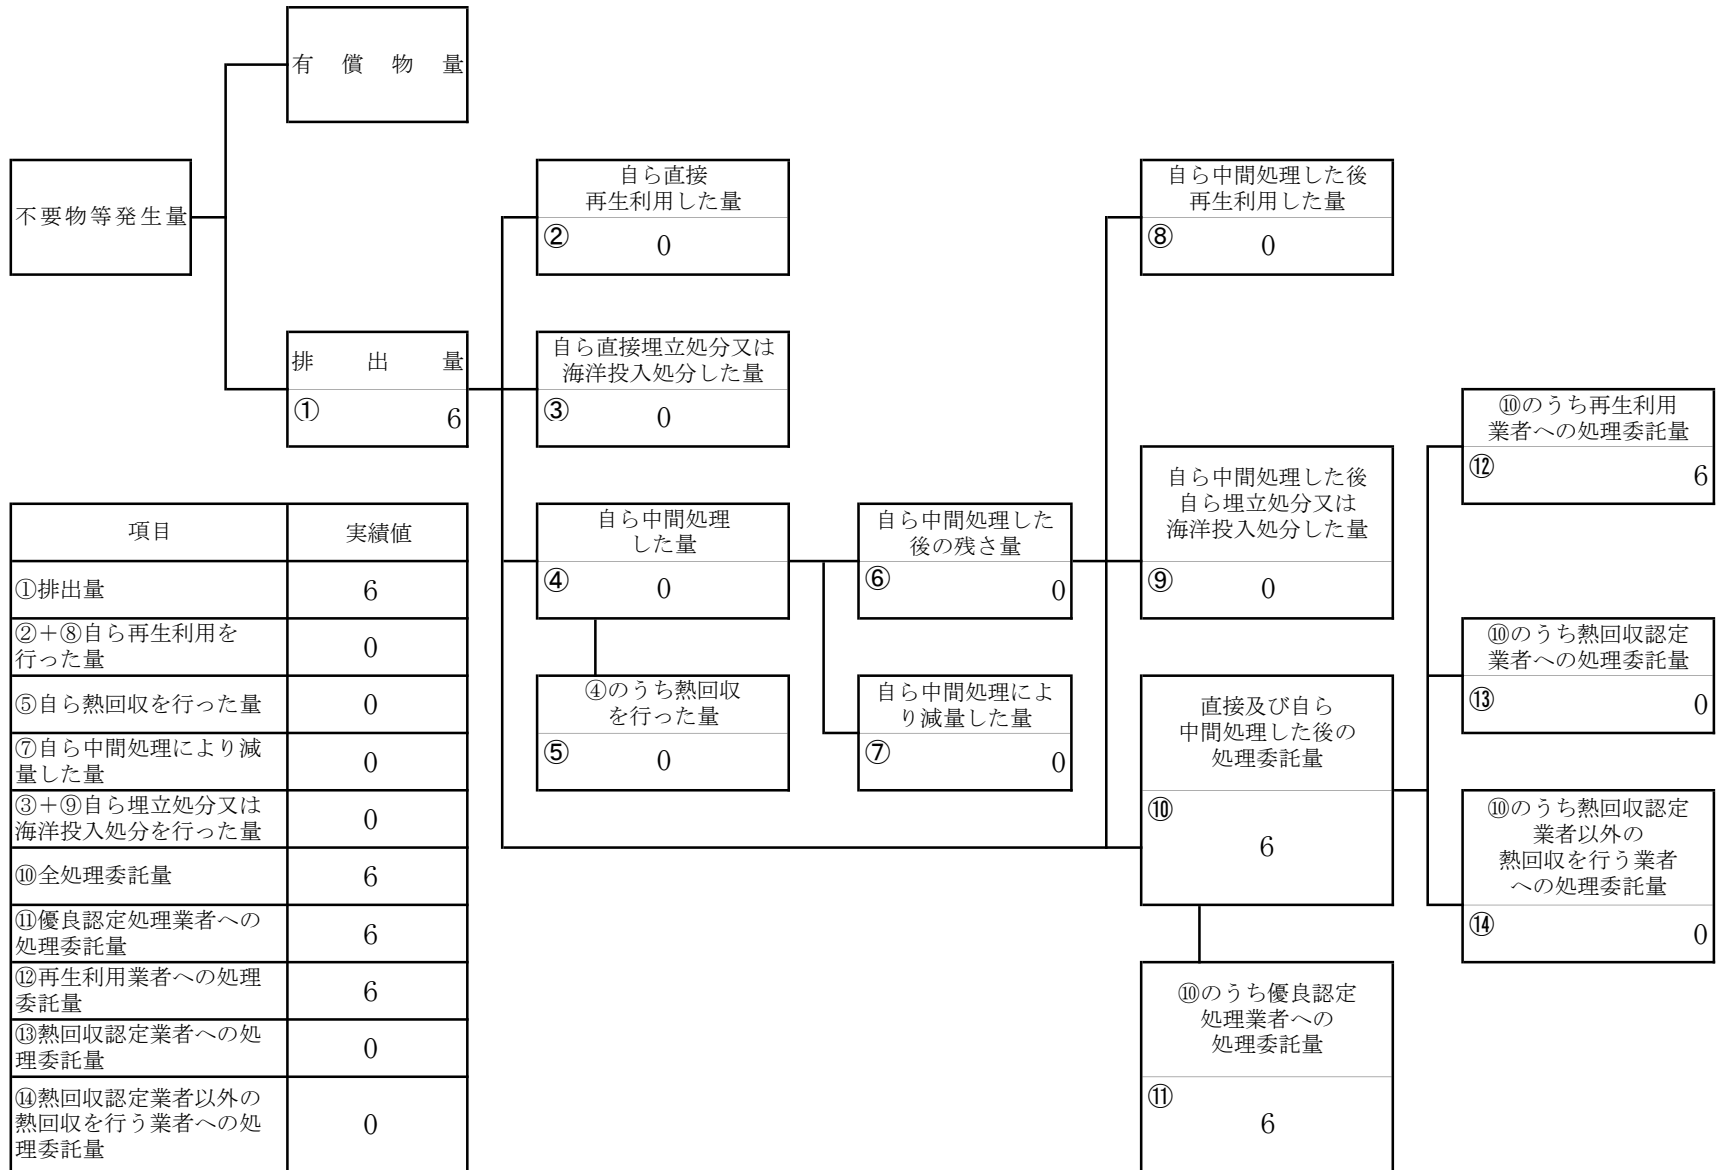 有償物量
不要物等発生量
排出量
①
6
自ら直接
再生利用した量
②
0
自ら直接埋立処分又は
海洋投入処分した量
③
0
自ら中間処理
した量
④
0
④のうち熱回収
を行った量
⑤
0
自ら中間処理した
後の残さ量
⑥
0
自ら中間処理によ
り減量した量
⑦
0
自ら中間処理した後
再生利用した量
⑧
0
自ら中間処理した後
自ら埋立処分又は
海洋投入処分した量
⑨
0
直接及び自ら
中間処理した後の
処理委託量
⑩
6
⑩のうち優良認定
処理業者への
処理委託量
⑪
6
⑩のうち再生利用
業者への処理委託量
⑫
6
⑩のうち熱回収認定
業者への処理委託量
⑬
0
⑩のうち熱回収認定
業者以外の
熱回収を行う業者
への処理委託量
⑭
0
項目 実績値
①排出量 6
②＋⑧自ら再生利用を
行った量 0
⑤自ら熱回収を行った量 0
⑦自ら中間処理により減
量した量 0
③＋⑨自ら埋立処分又は
海洋投入処分を行った量 0
⑩全処理委託量 6
⑪優良認定処理業者への
処理委託量 6
⑫再生利用業者への処理
委託量 6
⑬熱回収認定業者への処
理委託量 0
⑭熱回収認定業者以外の
熱回収を行う業者への処
理委託量 0